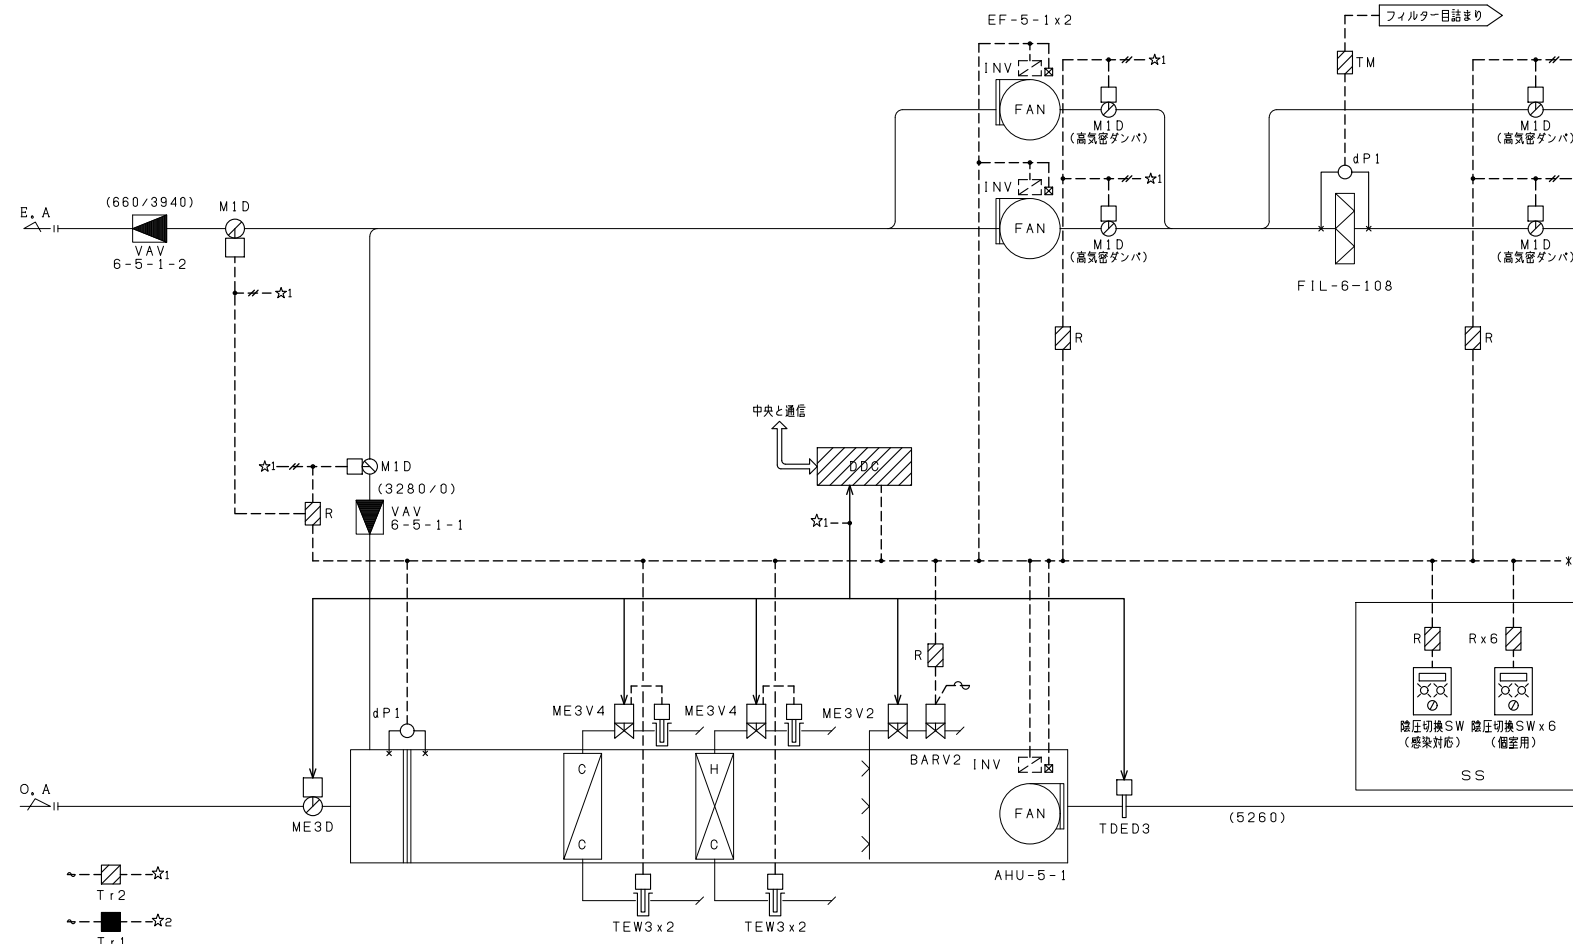 EF-5-1x2
フィルター目詰まり
INV
TM
☆1
FAN
M1D
(高気密ダンパ)
M1D
(高気密ダンパ)
dP1
INV
☆1
(660/3940)
M1D
E.A
FAN
VAV
6-5-1-2
M1D
(高気密ダンパ)
M1D
(高気密ダンパ)
FIL-6-108
☆1
R
R
中央と通信
☆1
M1D
DDC
(3280/0)
R
VAV
6-5-1-1
☆1
R
Rx6
R
dP1
ME3V4
ME3V4
ME3V2
陰圧切換SW
(感染対応)
陰圧切換SWx6
(個室用)
BARV2
INV
C
H
SS
O.A
ME3D
FAN
TDED3
(5260)
C
C
AHU-5-1
☆1
Tr2
TEW3x2
TEW3x2
☆2
Tr1